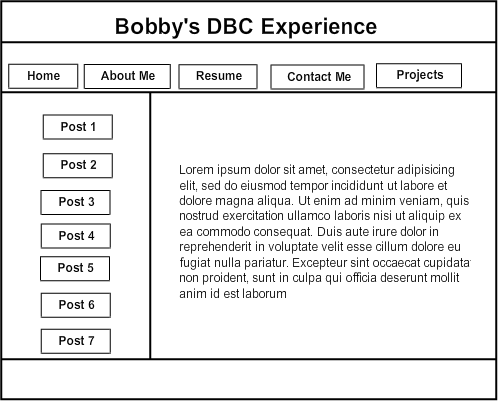 Bobby's DBC Experience
Home About Me Resume Contact Me Projects
Post 1
Post 2
Post 3
Post 4
Post 5
Post 6
Post 7
Lorem ipsum dolor sit amet, consectetur adipisicing
elit, sed do eiusmod tempor incididunt ut labore et
dolore magna aliqua. Ut enim ad minim veniam, quis
nostrud exercitation ullamco laboris nisi ut aliquip ex
ea commodo consequat. Duis aute irure dolor in
reprehenderit in voluptate velit esse cillum dolore eu
fugiat nulla pariatur. Excepteur sint occaecat cupidata
non proident, sunt in culpa qui officia deserunt mollit
anim id est laborum